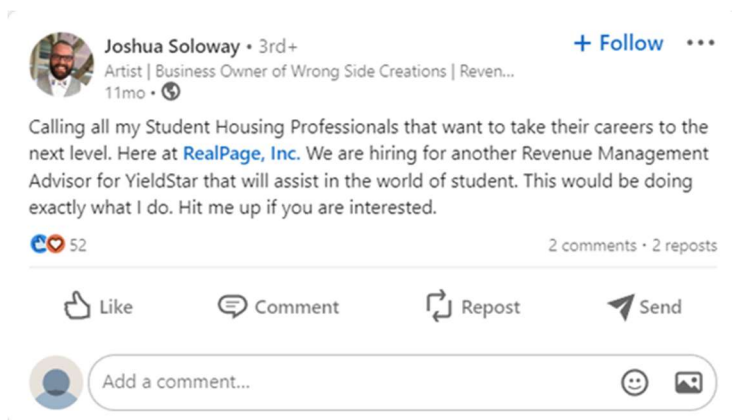 Joshua Soloway • 3rd+
+ Follow
Artist | Business Owner of Wrong Side Creations | Reven...
11mo •
Calling all my Student Housing Professionals that want to take their careers to the
next level. Here at RealPage, Inc. We are hiring for another Revenue Management
Advisor for YieldStar that will assist in the world of student. This would be doing
exactly what I do. Hit me up if you are interested.
52
2 comments • 2 reposts
Like
Comment
Repost
Send
Add a comment...